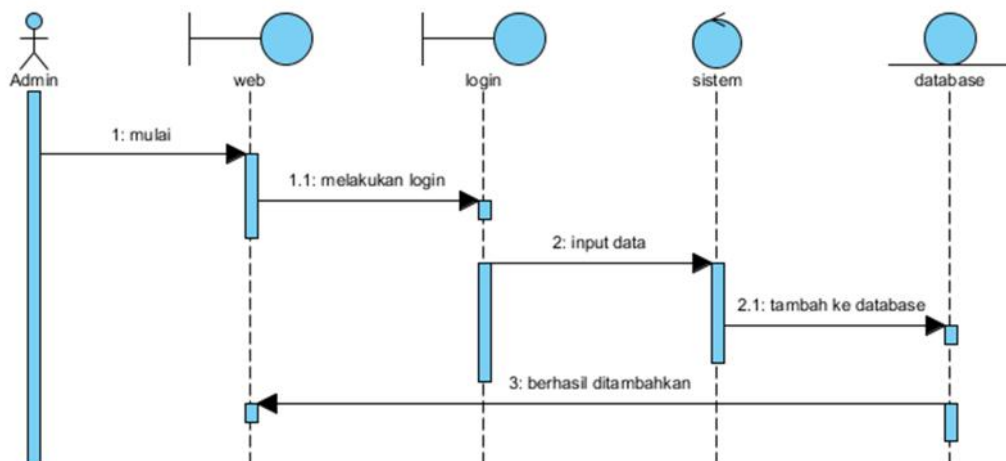 Admin
web
login
sistem
database
1: mulai
1.1: melakukan login
2: input data
2.1: tambah ke database
3: berhasil ditambahkan